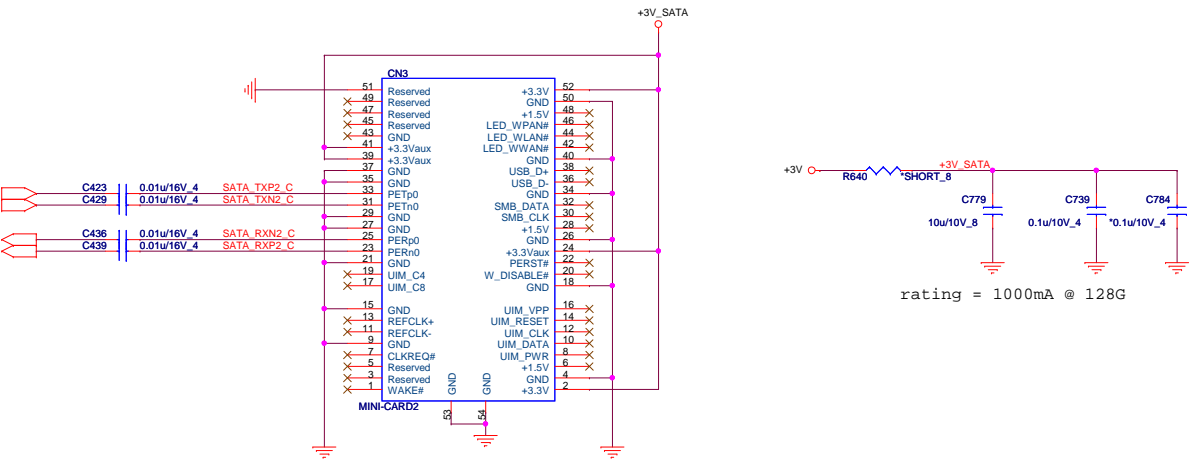 +3V_SATA
CN3
51 Reserved +3.3V 52
49 Reserved GND 50
47 Reserved +1.5V 48
45 Reserved LED_WPAN# 46
43 GND LED_WLAN# 44
41 +3.3Vaux LED_WWAN# 42
39 +3.3Vaux GND 40
37 GND USB_D+ 38
35 GND USB_D- 36
C423 0.01u/16V_4 SATA_TXP2_C 33 PETp0 GND 34
C429 0.01u/16V_4 SATA_TXN2_C 31 PETn0 SMB_DATA 32
29 GND SMB_CLK 30
27 GND +1.5V 28
C436 0.01u/16V_4 SATA_RXN2_C 25 PERp0 GND 26
C439 0.01u/16V_4 SATA_RXP2_C 23 PERn0 +3.3Vaux 24
21 GND PERST# 22
19 UIM_C4 W_DISABLE# 20
17 UIM_C8 GND 18
15 GND UIM_VPP 16
13 REFCLK+ UIM_RESET 14
11 REFCLK- UIM_CLK 12
9 GND UIM_DATA 10
7 CLKREQ# UIM_PWR 8
5 Reserved +1.5V 6
3 Reserved GND 4
1 WAKE# +3.3V 2
GND GND
MINI-CARD2
53 54
+3V R640 *SHORT_8 +3V_SATA
C779 C739 C784
10u/10V_8 0.1u/10V_4 *0.1u/10V_4
rating = 1000mA @ 128G